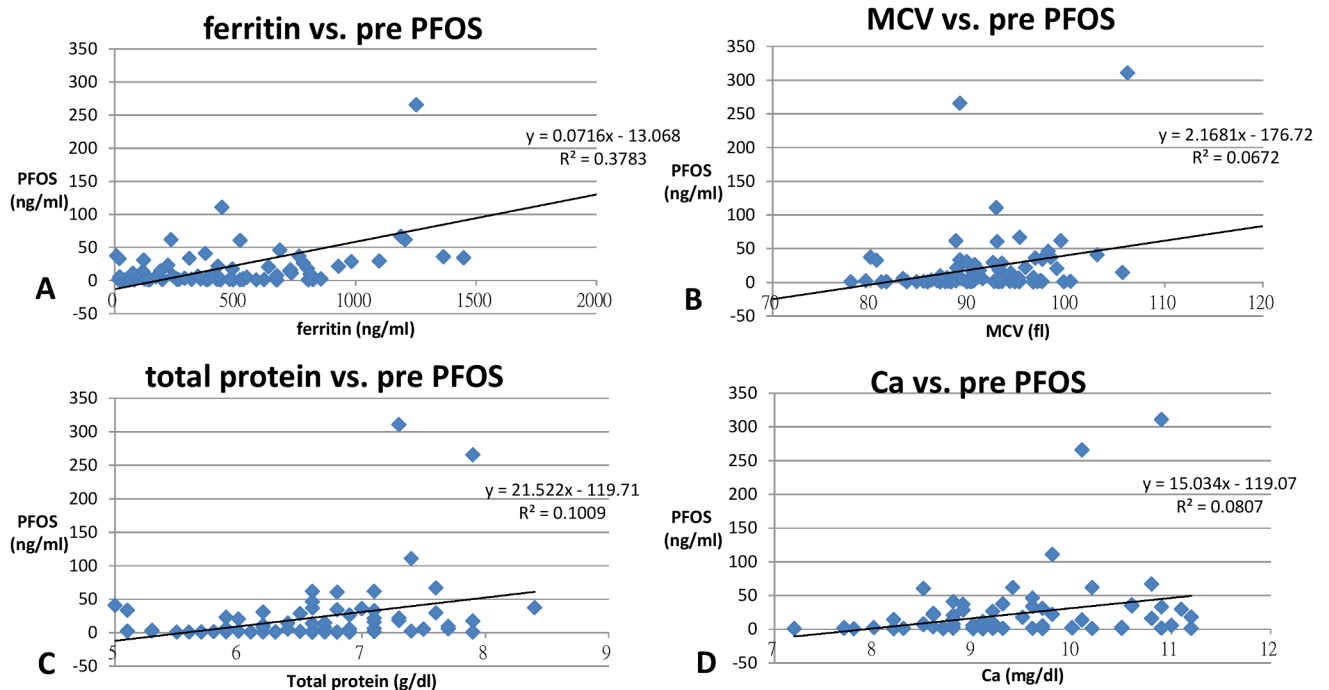 ferritin vs. pre PFOS
350
300
250
200
150
100
50
0
-50
PFOS
(ng/ml)
y = 0.0716x - 13.068
R² = 0.3783
0
500
1000
1500
2000
ferritin (ng/ml)
A
MCV vs. pre PFOS
350
300
250
200
150
100
50
0
-50
PFOS
(ng/ml)
y = 2.1681x - 176.72
R² = 0.0672
70
80
90
100
110
120
MCV (fl)
B
total protein vs. pre PFOS
350
300
250
200
150
100
50
0
-50
PFOS
(ng/ml)
y = 21.522x - 119.71
R² = 0.1009
5
6
7
8
9
Total protein (g/dl)
C
Ca vs. pre PFOS
350
300
250
200
150
100
50
0
-50
PFOS
(ng/ml)
y = 15.034x - 119.07
R² = 0.0807
7
8
9
10
11
12
Ca (mg/dl)
D